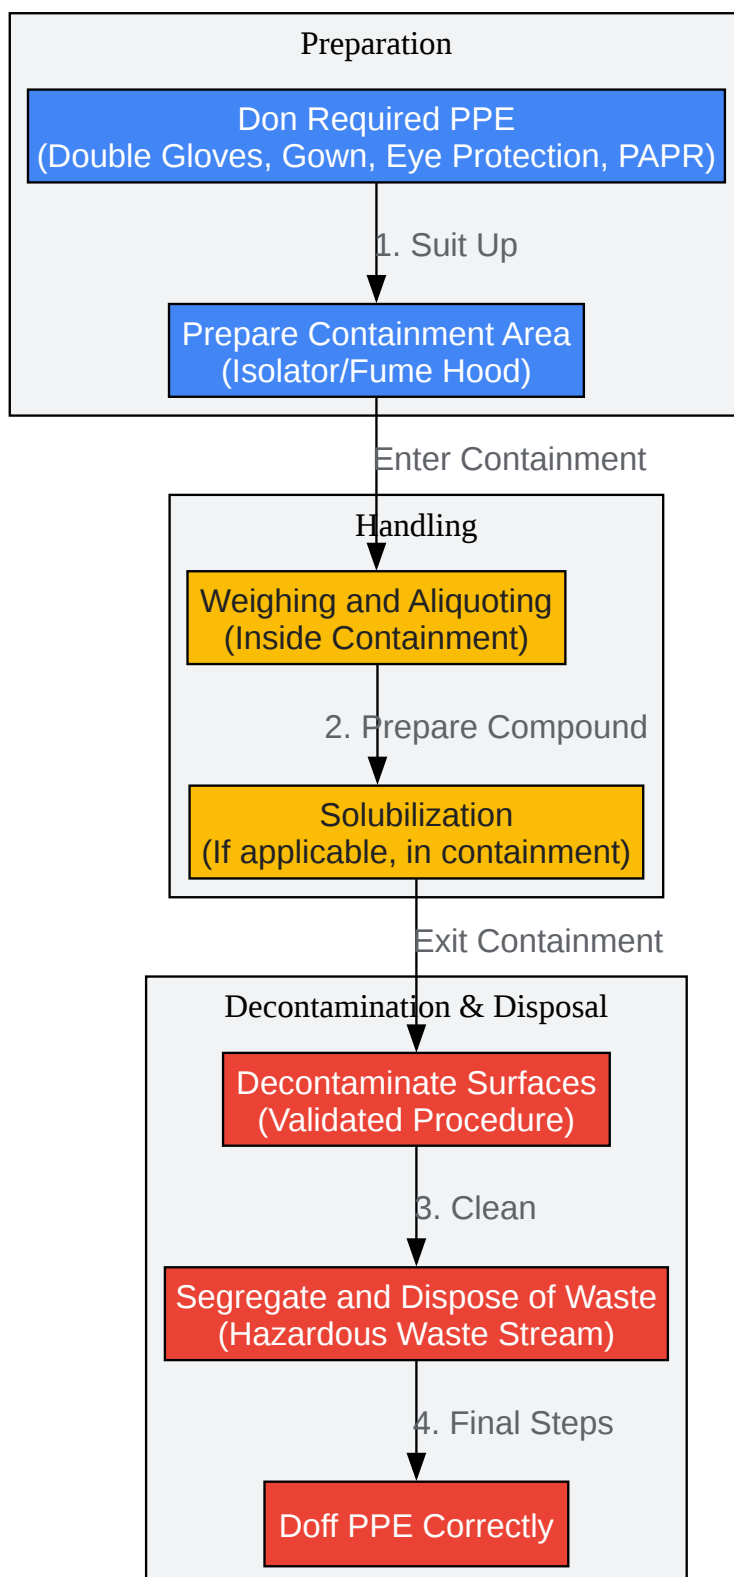 Preparation
Don Required PPE
(Double Gloves, Gown, Eye Protection, PAPR)
1. Suit Up
Prepare Containment Area
(Isolator/Fume Hood)
Enter Containment
Handling
Weighing and Aliquoting
(Inside Containment)
2. Prepare Compound
Solubilization
(If applicable, in containment)
Exit Containment
Decontamination & Disposal
Decontaminate Surfaces
(Validated Procedure)
3. Clean
Segregate and Dispose of Waste
(Hazardous Waste Stream)
4. Final Steps
Doff PPE Correctly